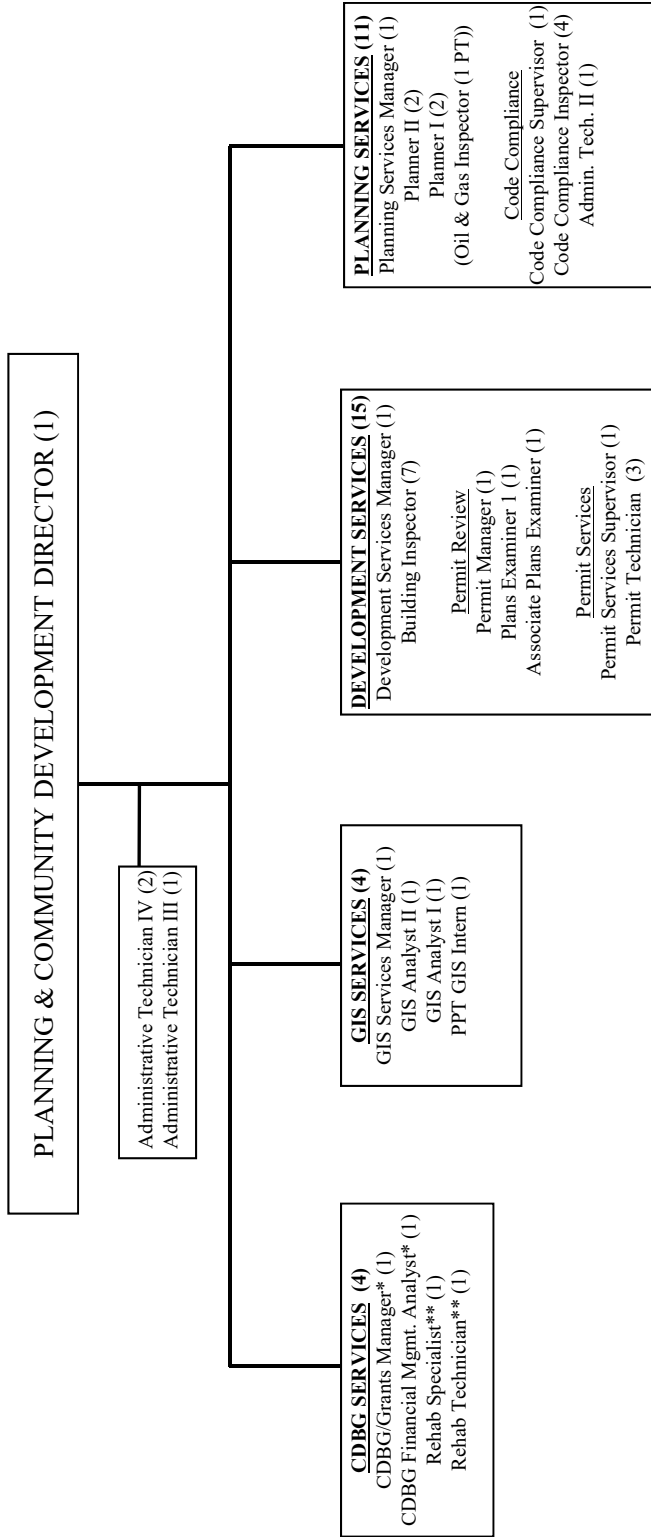 PLANNING & COMMUNITY DEVELOPMENT DIRECTOR (1)
Administrative Technician IV (2)
Administrative Technician III (1)
CDBG SERVICES (4)
CDBG/Grants Manager* (1)
CDBG Financial Mgmt. Analyst* (1)
Rehab Specialist** (1)
Rehab Technician** (1)
GIS SERVICES (4)
GIS Services Manager (1)
GIS Analyst II (1)
GIS Analyst I (1)
PPT GIS Intern (1)
DEVELOPMENT SERVICES (15)
Development Services Manager (1)
Building Inspector (7)
Permit Review
Permit Manager (1)
Plans Examiner 1 (1)
Associate Plans Examiner (1)
Permit Services
Permit Services Supervisor (1)
Permit Technician (3)
PLANNING SERVICES (11)
Planning Services Manager (1)
Planner II (2)
Planner I (2)
(Oil & Gas Inspector (1 PT))
Code Compliance
Code Compliance Supervisor (1)
Code Compliance Inspector (4)
Admin. Tech. II (1)